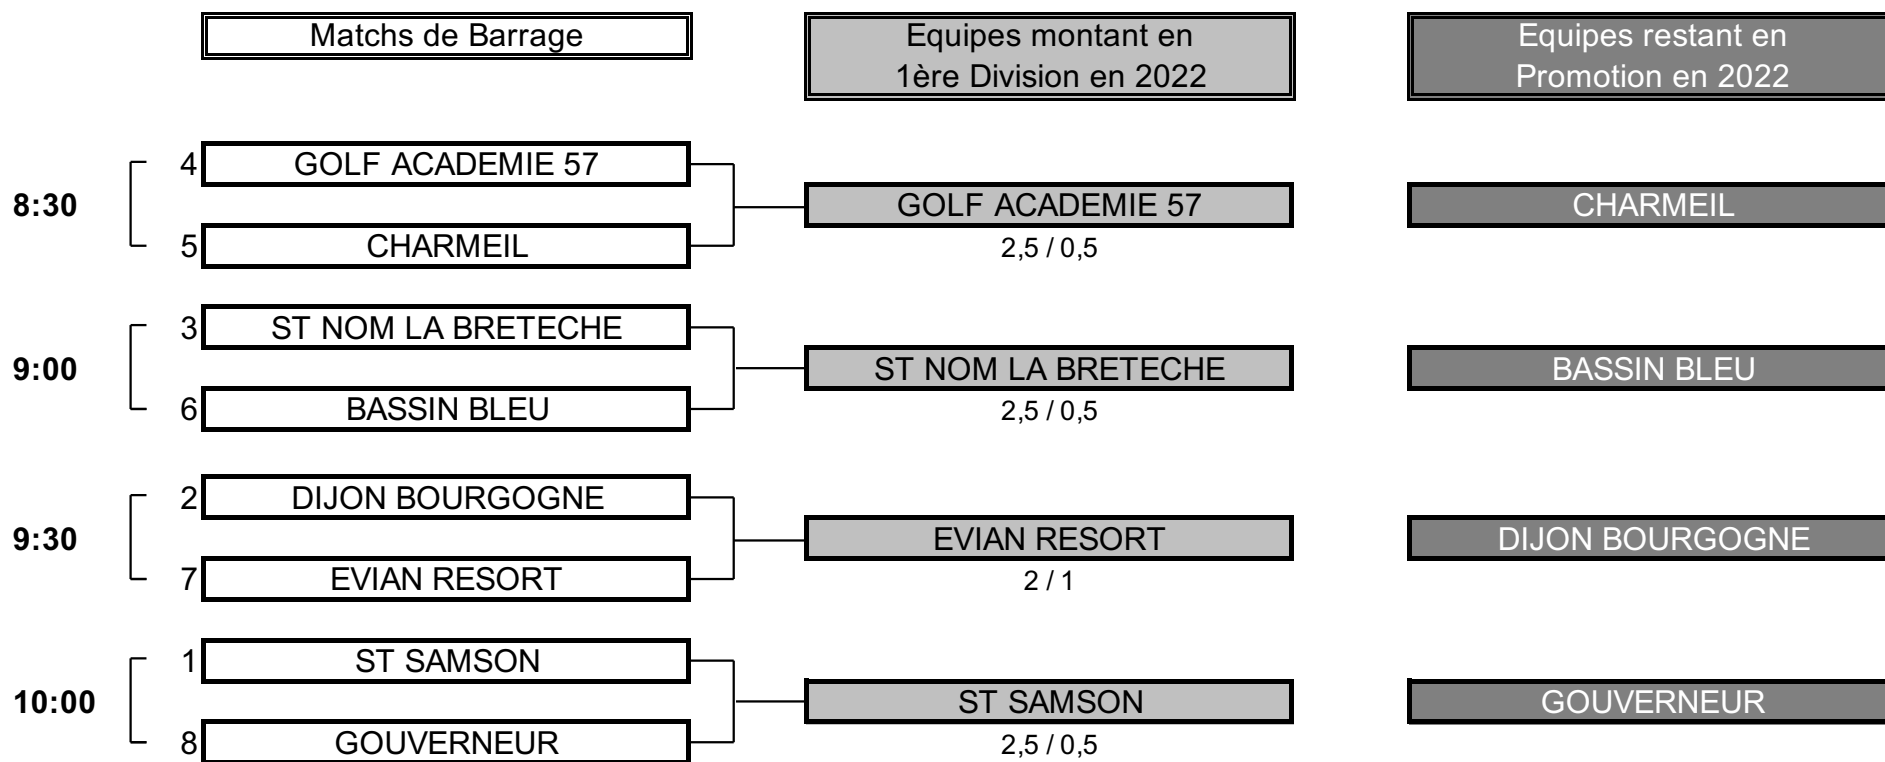 Matchs de Barrage
Equipes montant en
1ère Division en 2022
Equipes restant en
Promotion en 2022
4 GOLF ACADEMIE 57
8:30
GOLF ACADEMIE 57
CHARMEIL
5 CHARMEIL
2,5 / 0,5
3 ST NOM LA BRETECHE
9:00
ST NOM LA BRETECHE
BASSIN BLEU
6 BASSIN BLEU
2,5 / 0,5
2 DIJON BOURGOGNE
9:30
EVIAN RESORT
DIJON BOURGOGNE
7 EVIAN RESORT
2 / 1
1 ST SAMSON
10:00
ST SAMSON
GOUVERNEUR
8 GOUVERNEUR
2,5 / 0,5